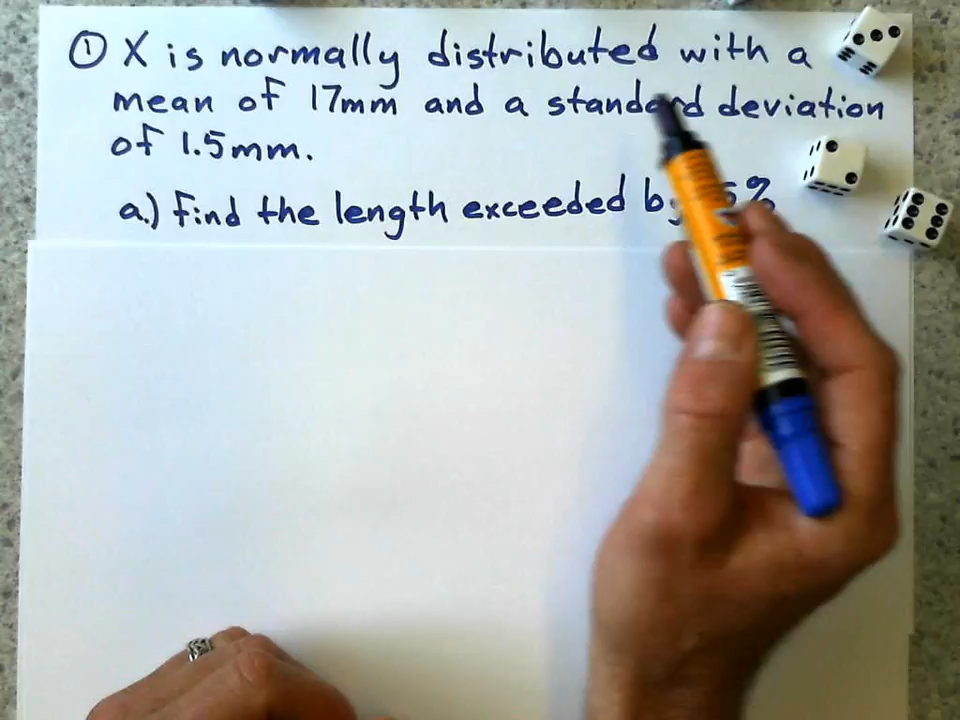 ① X is normally distributed with a
mean of 17mm and a standard deviation
of 1.5mm.
a.) Find the length exceeded by